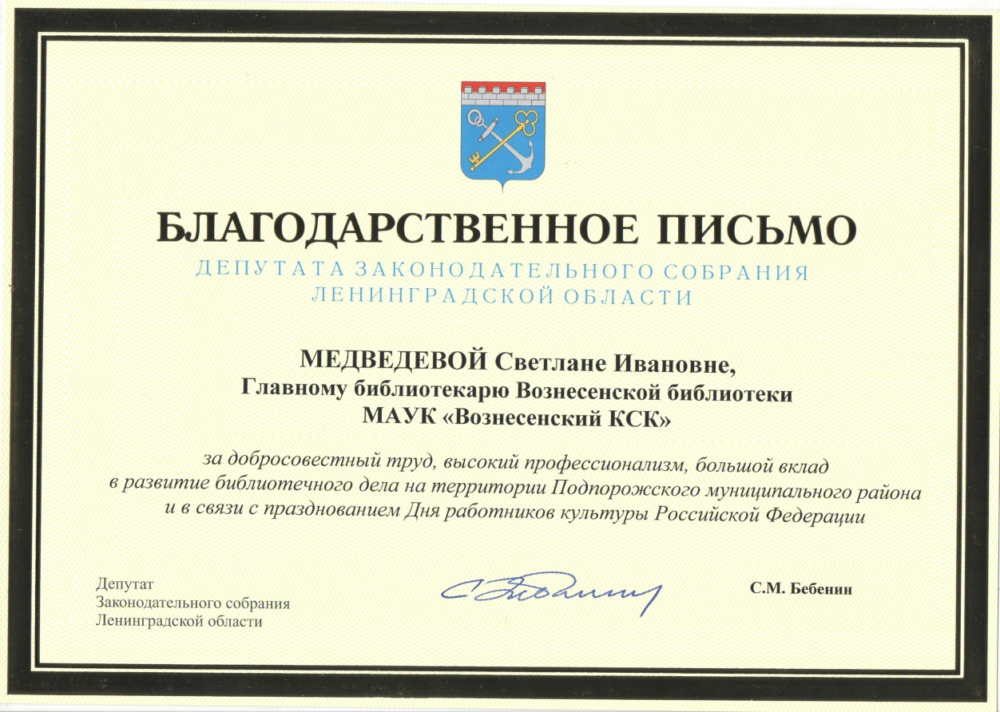 БЛАГОДАРСТВЕННОЕ ПИСЬМО
ДЕПУТАТА ЗАКОНОДАТЕЛЬНОГО СОБРАНИЯ
ЛЕНИНГРАДСКОЙ ОБЛАСТИ
МЕДВЕДЕВОЙ Светлане Ивановне,
Главному библиотекарю Вознесенской библиотеки
МАУК «Вознесенский КСК»
за добросовестный труд, высокий профессионализм, большой вклад
в развитие библиотечного дела на территории Подпорожского муниципального района
и в связи с празднованием Дня работников культуры Российской Федерации
Депутат
Законодательного собрания
Ленинградской области
С.М. Бебенин